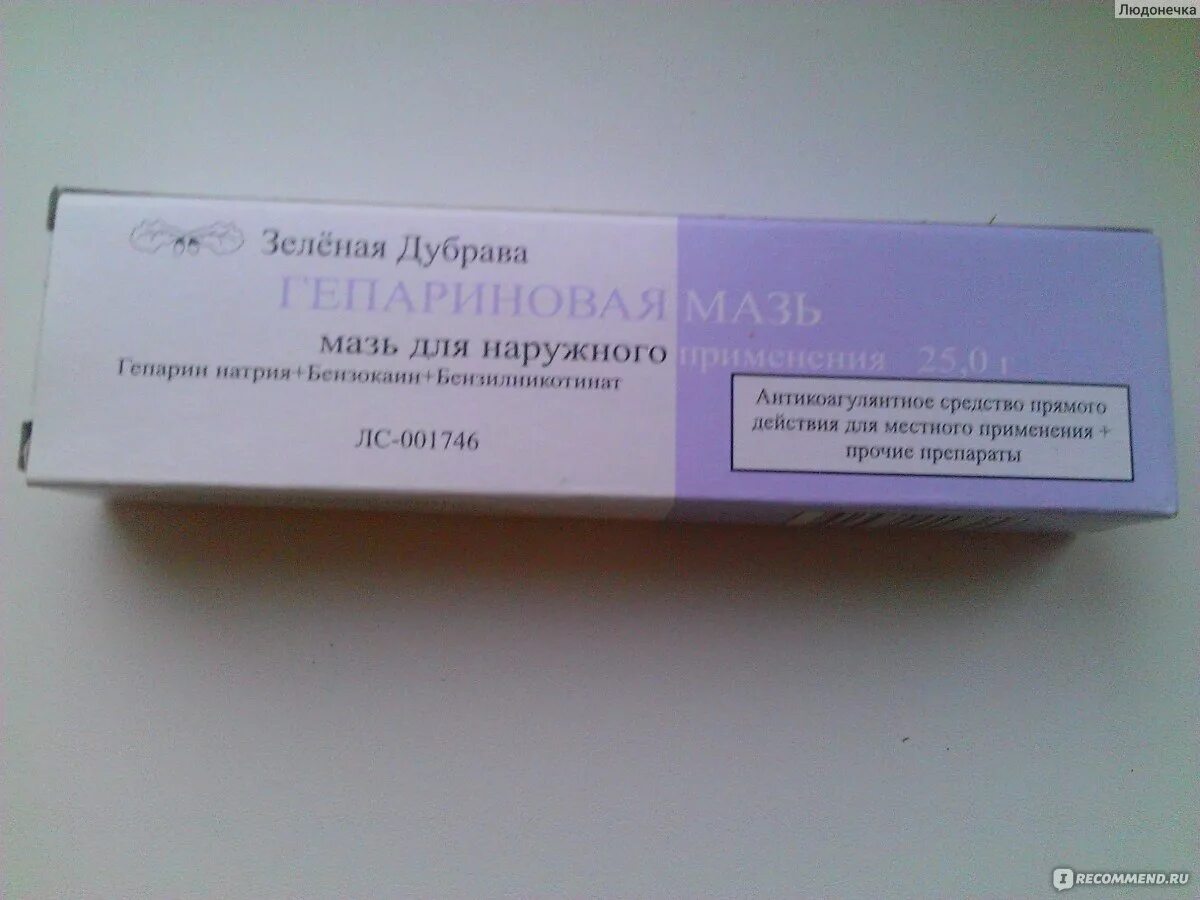 Людонечка
Зелёная Дубрава
ГЕПАРИНОВАЯ МАЗЬ
мазь для наружного применения 25,0 г
Гепарин натрия+Бензокаин+Бензилникотинат
ЛС-001746
Антикоагулянтное средство прямого
действия для местного применения +
прочие препараты
IRECOMMEND.RU